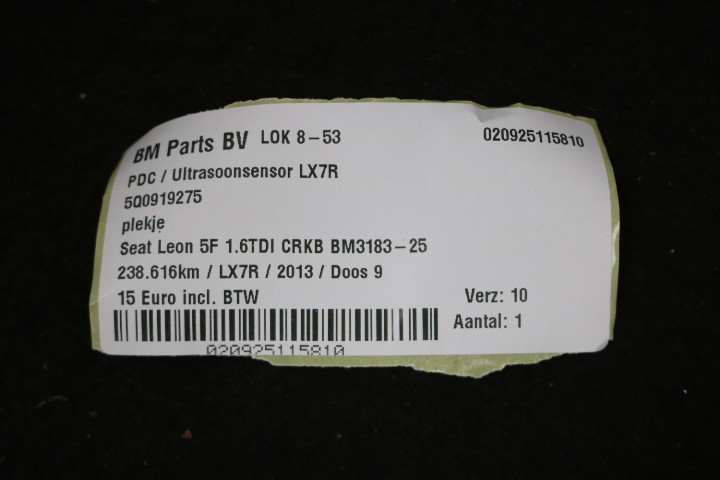 BM Parts BV LOK 8-53 020925115810
PDC / Ultrasoonsensor LX7R
5Q0919275
plekje
Seat Leon 5F 1.6TDI CRKB BM3183-25
238.616km / LX7R / 2013 / Doos 9
15 Euro incl. BTW Verz: 10
Aantal: 1
020925115810